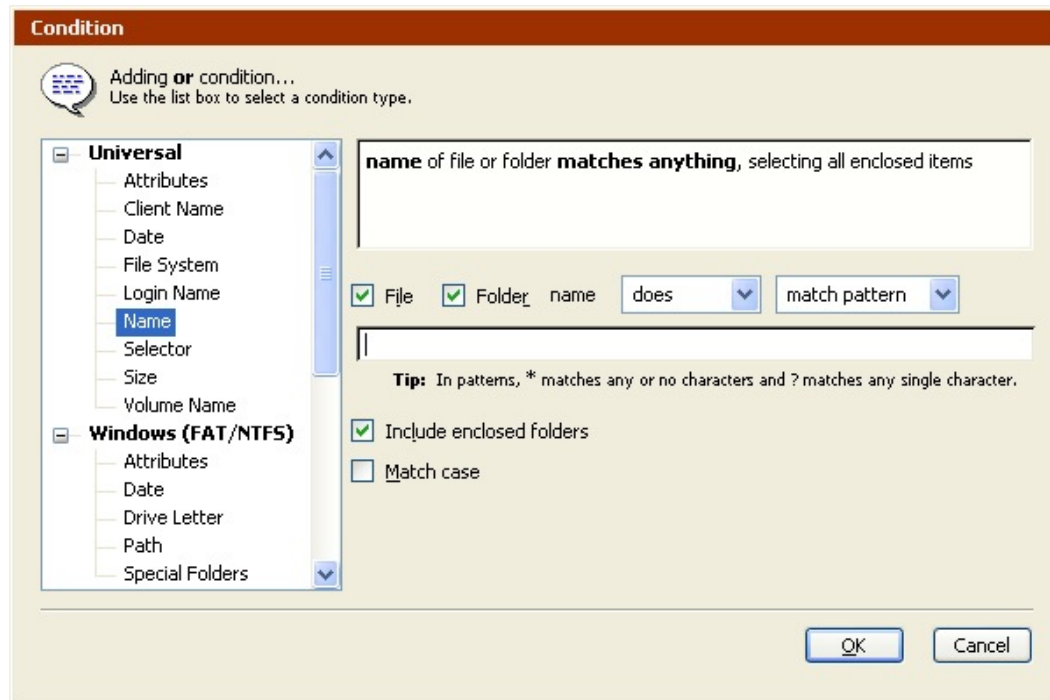 Condition
Adding or condition...
Use the list box to select a condition type.
Universal
Attributes
Client Name
Date
File System
Login Name
Name
Selector
Size
Volume Name
Windows (FAT/NTFS)
Attributes
Date
Drive Letter
Path
Special Folders
name of file or folder matches anything, selecting all enclosed items
File Folder name does match pattern
Tip: In patterns, * matches any or no characters and ? matches any single character.
Include enclosed folders
Match case
OK Cancel